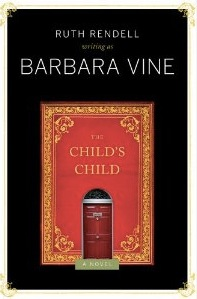 RUTH RENDELL
writing as
BARBARA VINE
THE
CHILD'S
CHILD
A NOVEL